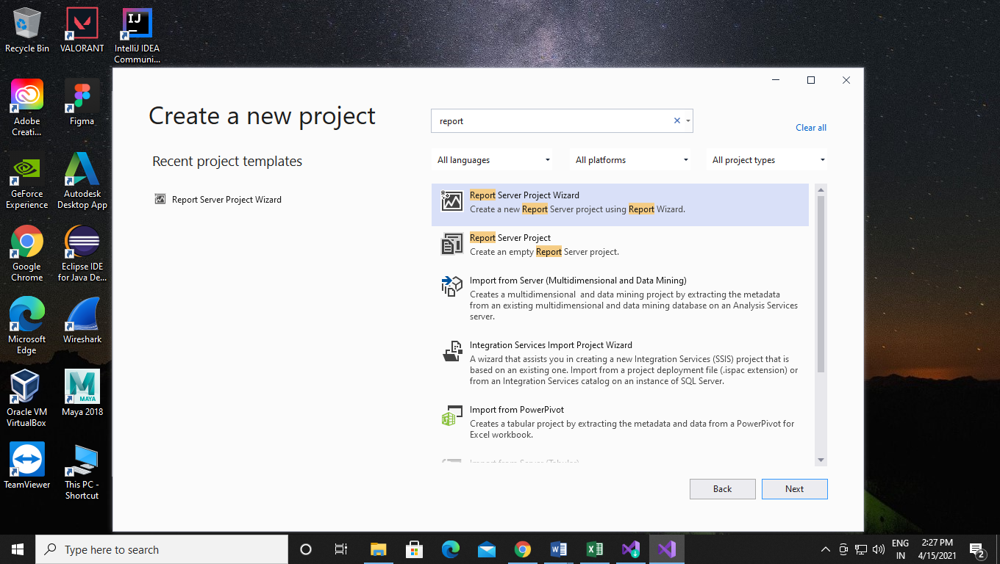 Recycle Bin
VALORANT
IntelliJ IDEA
Communi...
Adobe
Creati...
Figma
GeForce
Experience
Autodesk
Desktop App
Google
Chrome
Eclipse IDE
for Java De...
Microsoft
Edge
Wireshark
Oracle VM
VirtualBox
Maya 2018
TeamViewer
This PC -
Shortcut
IJ
MAYA
Create a new project
Recent project templates
Report Server Project Wizard
report
Clear all
All languages
All platforms
All project types
Report Server Project Wizard
Create a new Report Server project using Report Wizard.
Report Server Project
Create an empty Report Server project.
Import from Server (Multidimensional and Data Mining)
Creates a multidimensional and data mining project by extracting the metadata
from an existing multidimensional and data mining database on an Analysis Services
server.
Integration Services Import Project Wizard
A wizard that assists you in creating a new Integration Services (SSIS) project that is
based on an existing one. Import from a project deployment file (.ispac extension) or
from an Integration Services catalog on an instance of SQL Server.
Import from PowerPivot
Creates a tabular project by extracting the metadata and data from a PowerPivot for
Excel workbook.
Import from Server (Tabular)
Back
Next
Type here to search
ENG
IN
2:27 PM
4/15/2021
2